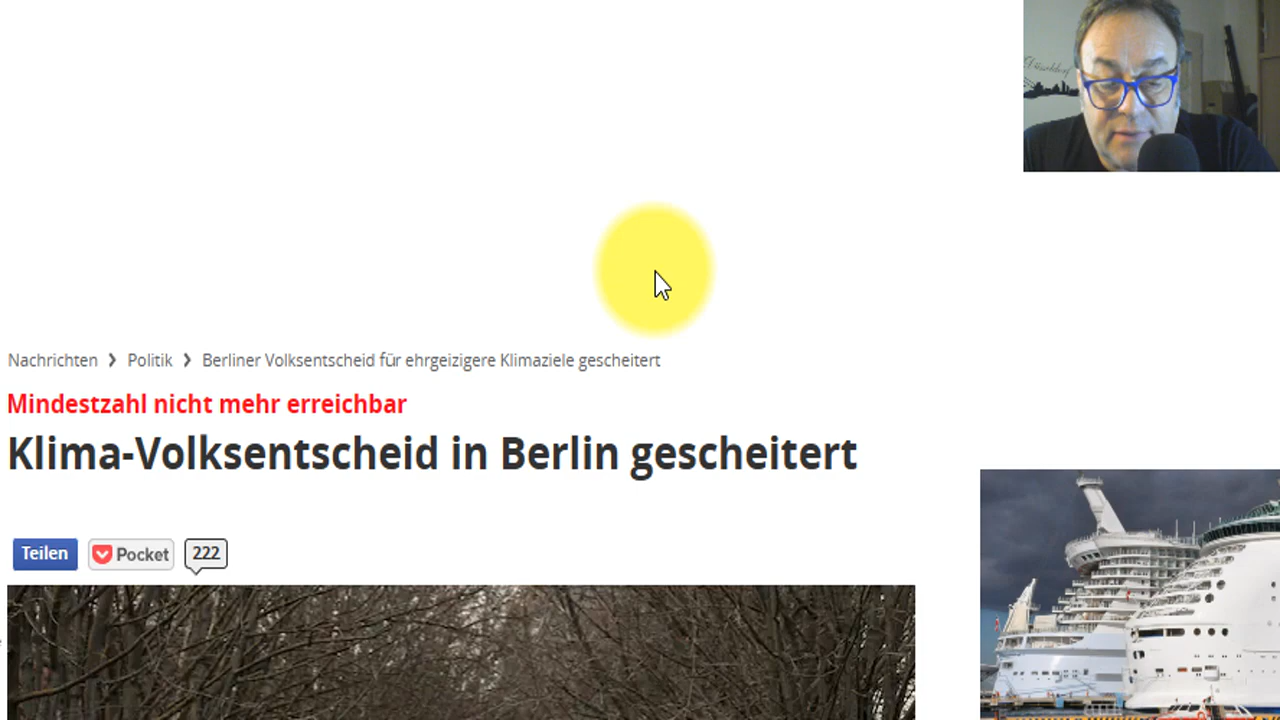 Düsseldorf
Nachrichten > Politik > Berliner Volksentscheid für ehrgeizigere Klimaziele gescheitert
Mindestzahl nicht mehr erreichbar
Klima-Volksentscheid in Berlin gescheitert
Teilen
Pocket
222